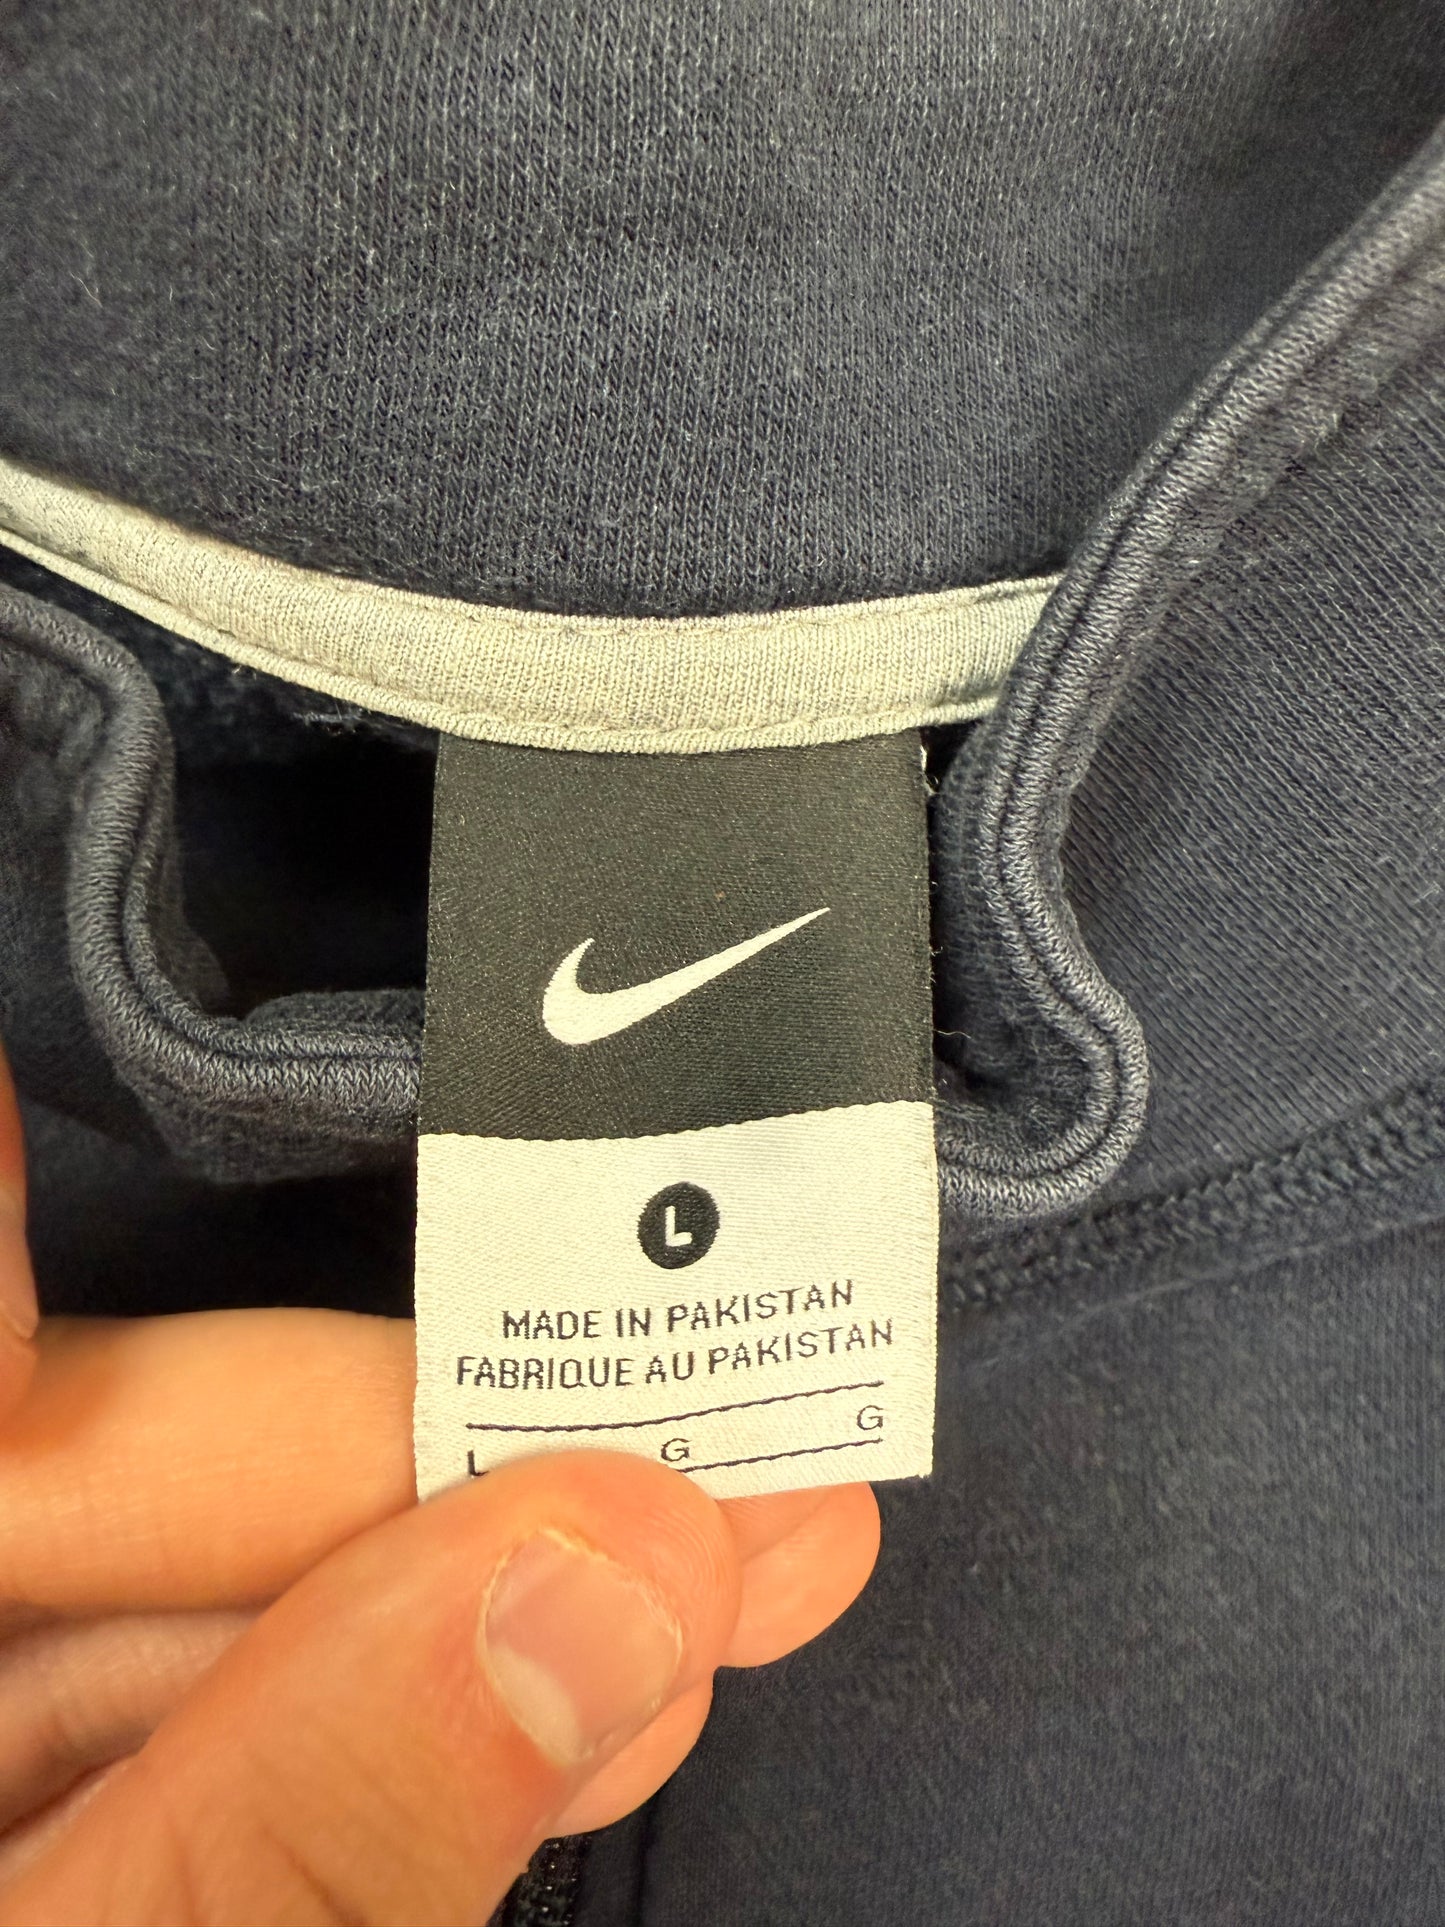 L
MADE IN PAKISTAN
FABRIQUE AU PAKISTAN
L G G